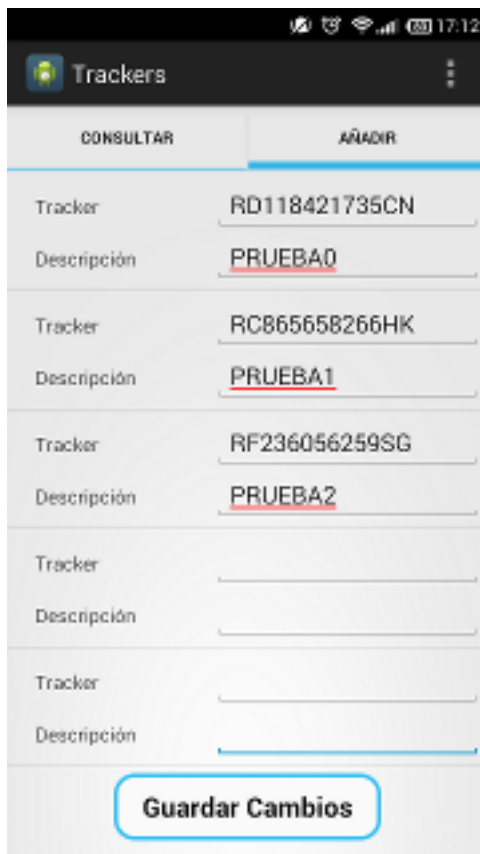 17:12
Trackers
CONSULTAR AÑADIR
Tracker RD118421735CN
Descripción PRUEBA0
Tracker RC865658266HK
Descripción PRUEBA1
Tracker RF236056259SG
Descripción PRUEBA2
Tracker
Descripción
Tracker
Descripción
Guardar Cambios